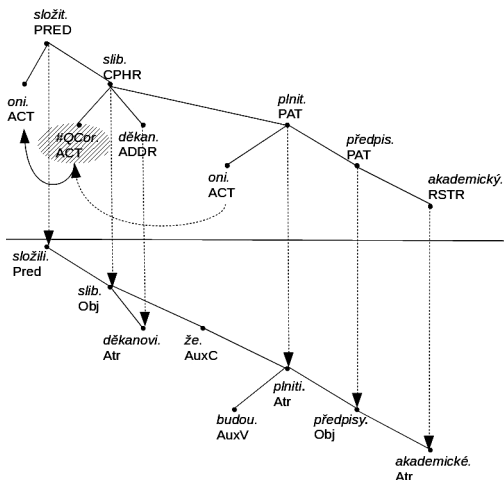 složit.
PRED
slib.
CPHR
oni.
ACT
#QCor.
ACT
děkan.
ADDR
plnit.
PAT
předpis.
PAT
oni.
ACT
akademický.
RSTR
složili.
Pred
slib.
Obj
děkanovi.
Atr
že.
AuxC
plniti.
Atr
budou.
AuxV
předpisy.
Obj
akademické.
Atr